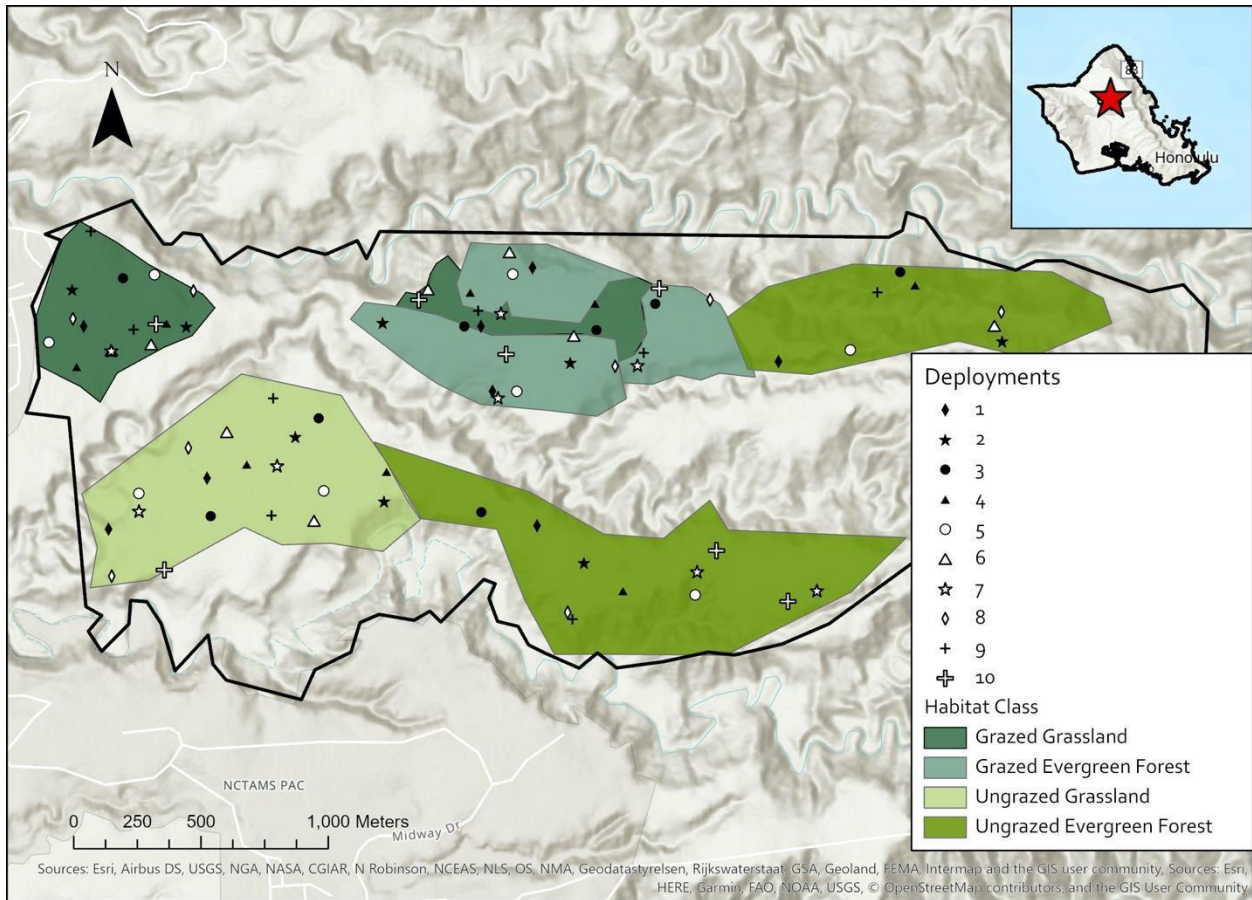 N
83
Honolulu
Deployments
1
2
3
4
5
6
7
8
9
10
Habitat Class
Grazed Grassland
Grazed Evergreen Forest
Ungrazed Grassland
Ungrazed Evergreen Forest
NCTAMS PAC
Midway Dr
0 250 500 1,000 Meters
Sources: Esri, Airbus DS, USGS, NGA, NASA, CGIAR, N Robinson, NCEAS, NLS, OS, NMA, Geodatastyrelsen, Rijkswaterstaat, GSA, Geoland, FEMA, Intermap and the GIS user community, Sources: Esri,
HERE, Garmin, FAO, NOAA, USGS, © OpenStreetMap contributors, and the GIS User Community